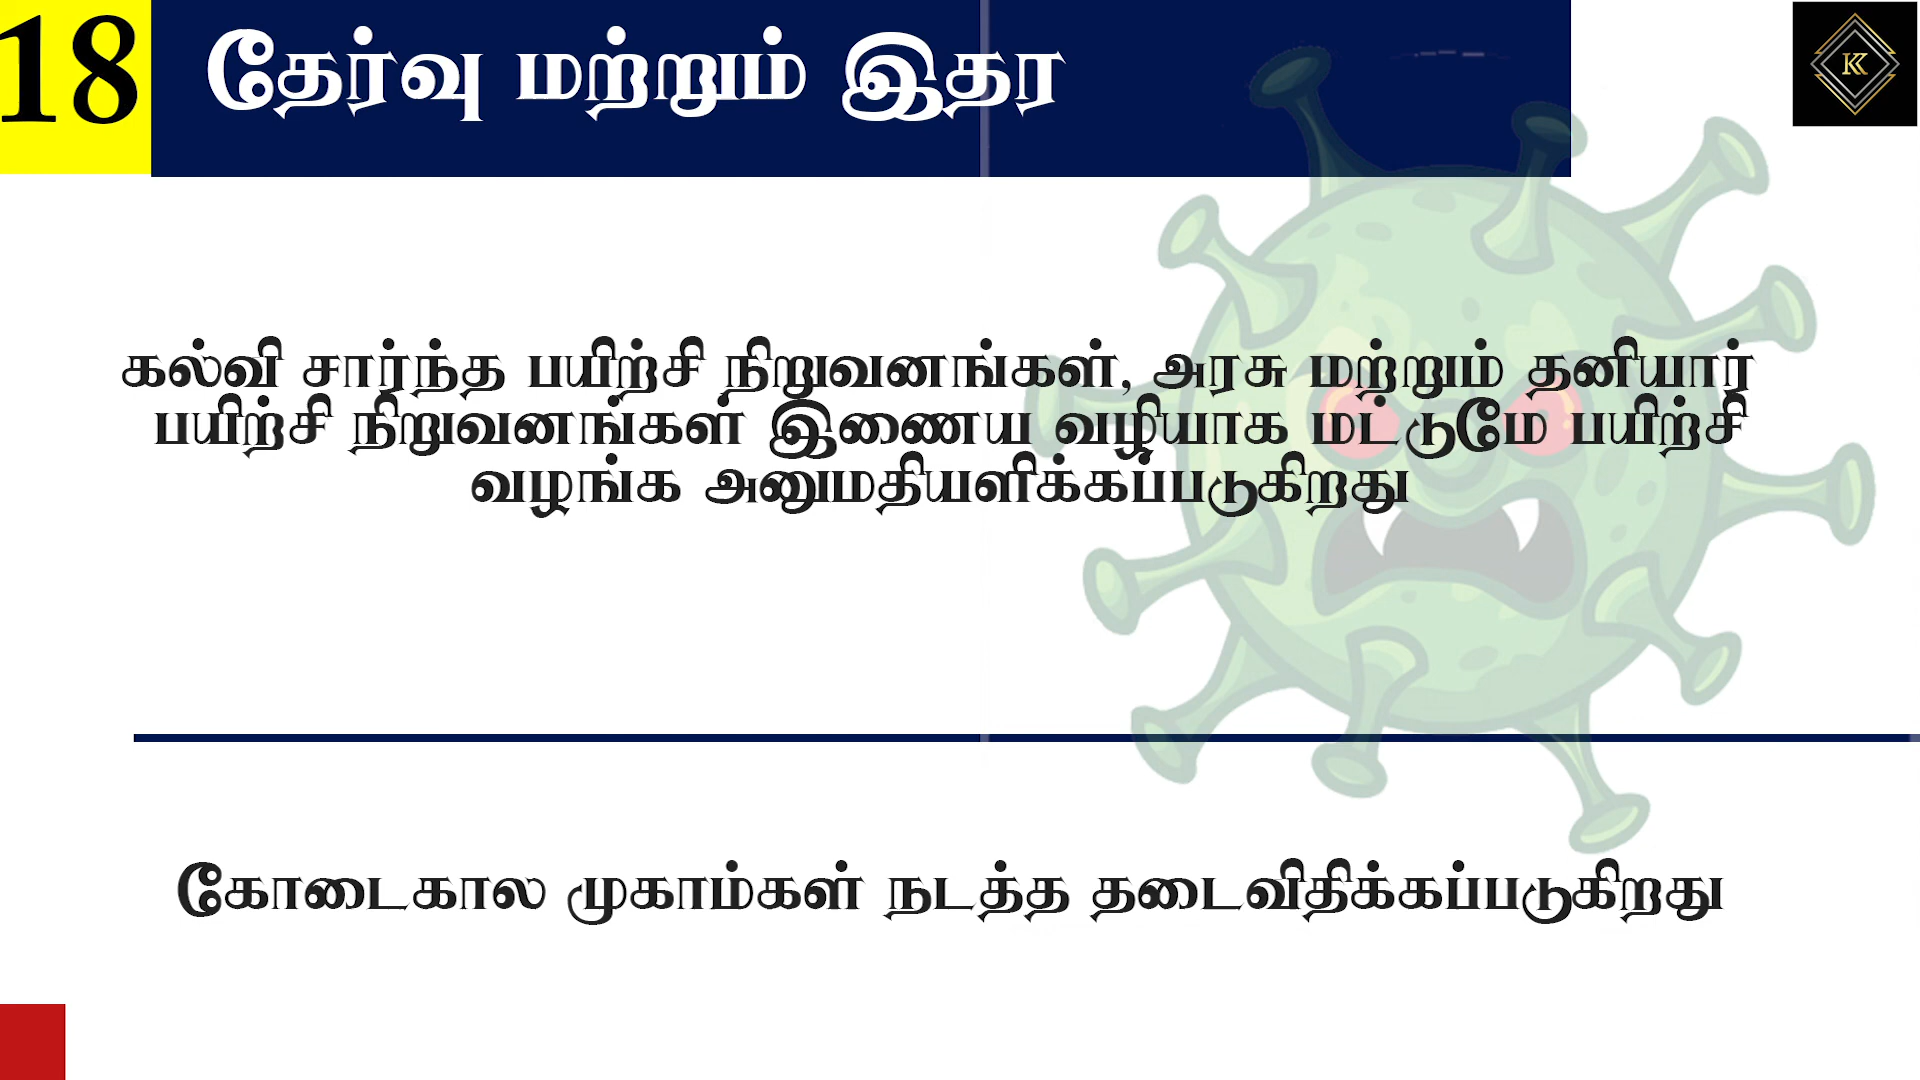 18
தேர்வு மற்றும் இதர
K
கல்வி சார்ந்த பயிற்சி நிறுவனங்கள், அரசு மற்றும் தனியார்
பயிற்சி நிறுவனங்கள் இணைய வழியாக மட்டுமே பயிற்சி
வழங்க அனுமதியளிக்கப்படுகிறது
கோடைகால முகாம்கள் நடத்த தடைவிதிக்கப்படுகிறது